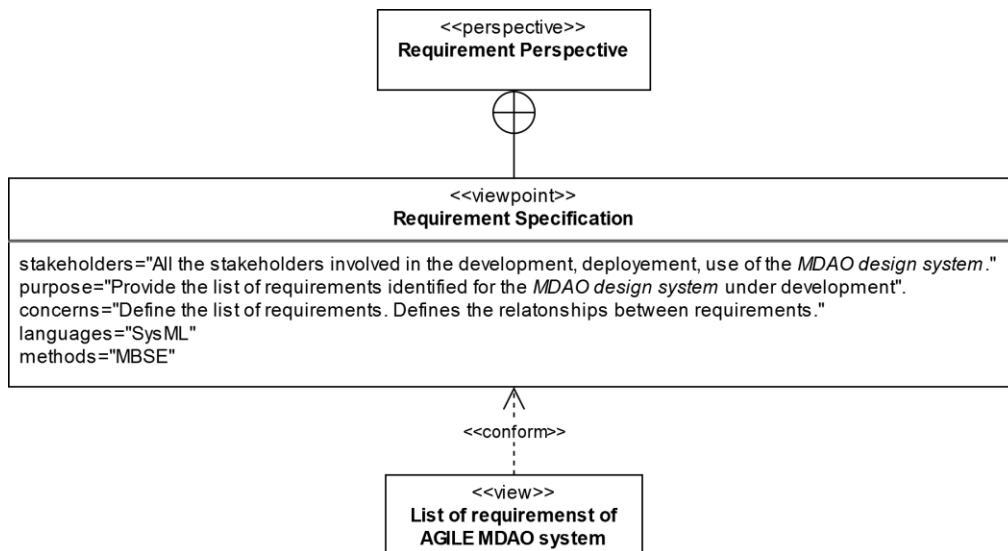 <<perspective>>
Requirement Perspective
<<viewpoint>>
Requirement Specification
stakeholders="All the stakeholders involved in the development, deployement, use of the MDAO design system."
purpose="Provide the list of requirements identified for the MDAO design system under development".
concerns="Define the list of requirements. Defines the relatonships between requirements."
languages="SysML"
methods="MBSE"
<<conform>>
<<view>>
List of requiremenst of
AGILE MDAO system